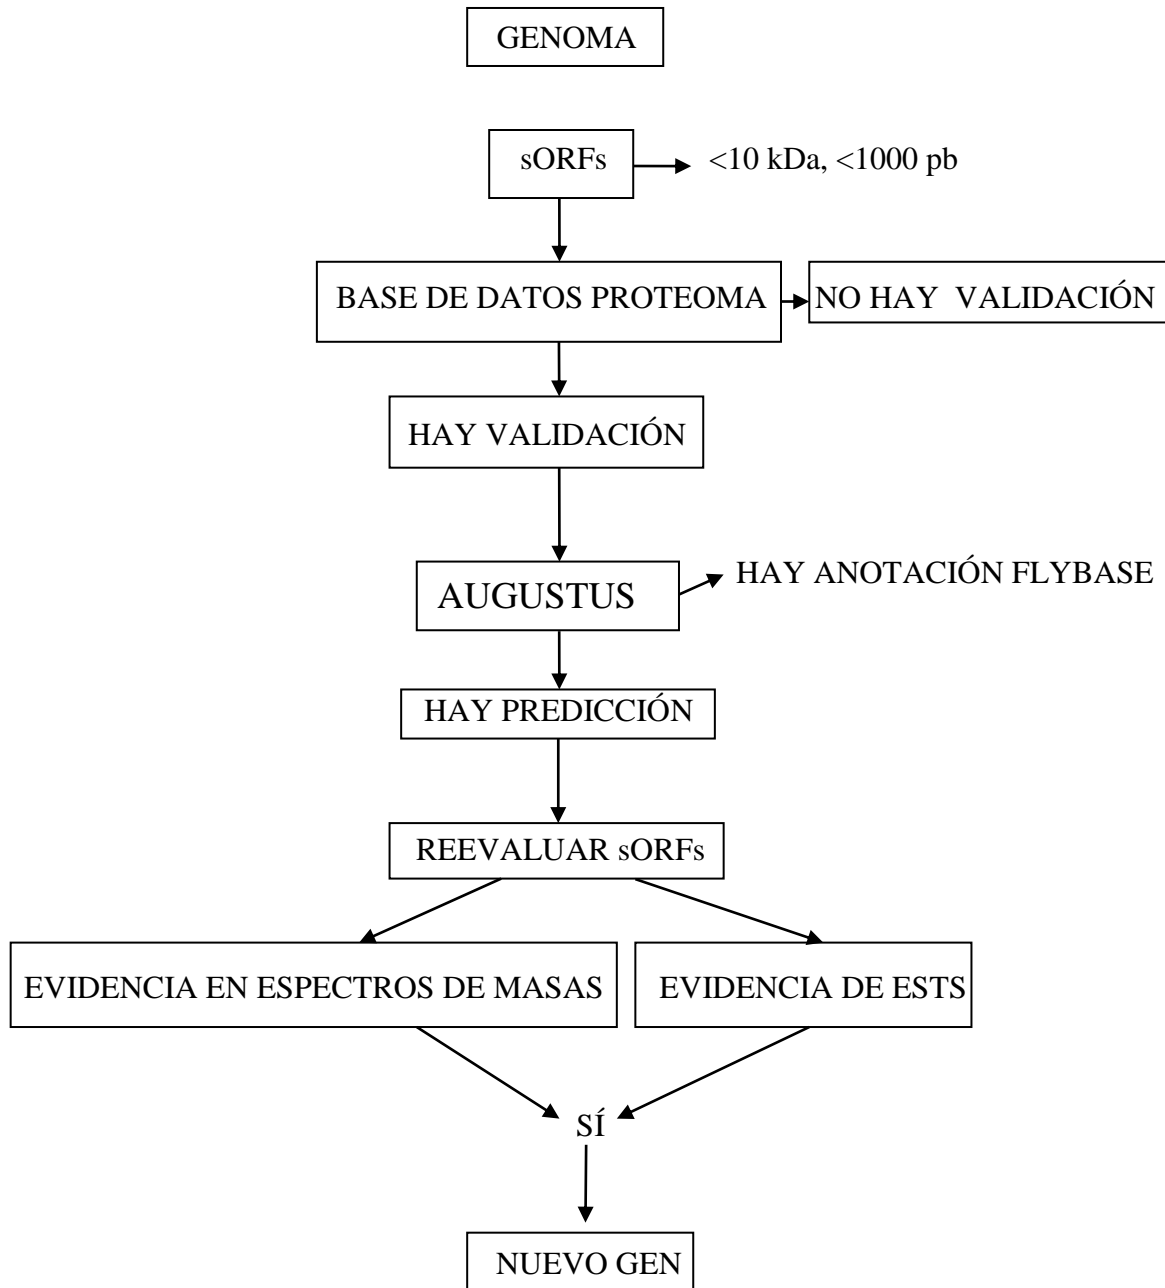 GENOMA
sORFs
<10 kDa, <1000 pb
BASE DE DATOS PROTEOMA
NO HAY VALIDACIÓN
HAY VALIDACIÓN
AUGUSTUS
HAY ANOTACIÓN FLYBASE
HAY PREDICCIÓN
REEVALUAR sORFs
EVIDENCIA EN ESPECTROS DE MASAS
EVIDENCIA DE ESTS
SÍ
NUEVO GEN